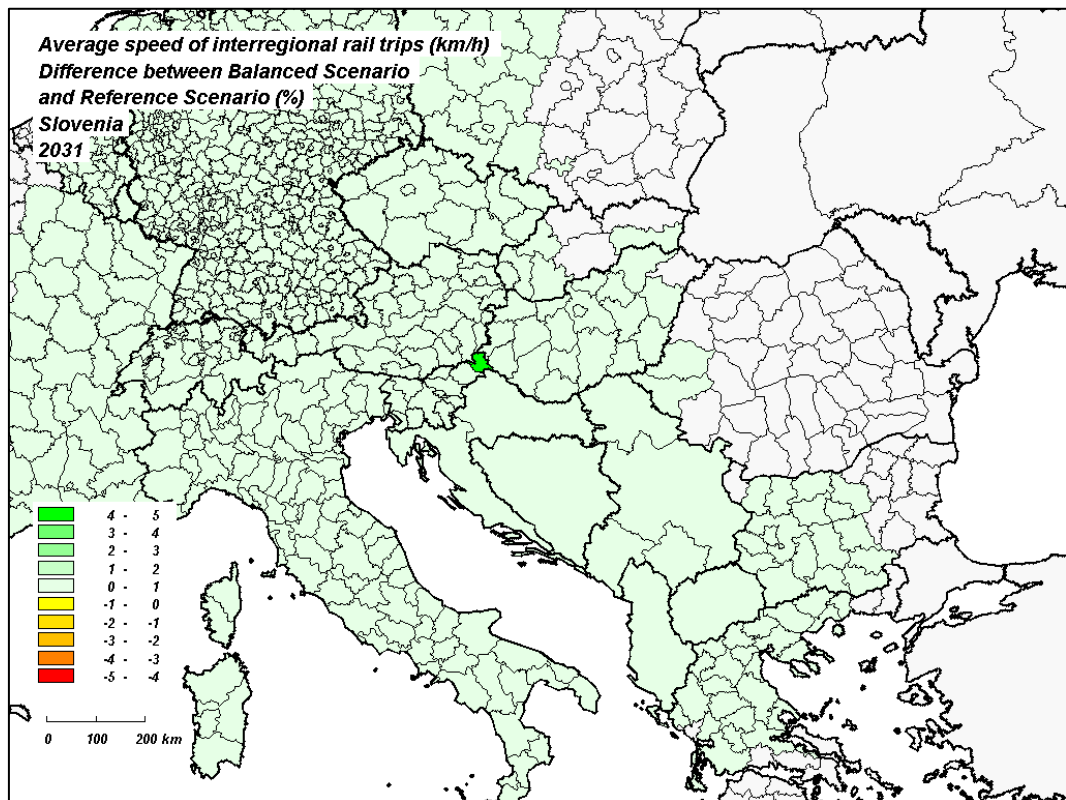 Average speed of interregional rail trips (km/h)
Difference between Balanced Scenario
and Reference Scenario (%)
Slovenia
2031
4 - 5
3 - 4
2 - 3
1 - 2
0 - 1
-1 - 0
-2 - -1
-3 - -2
-4 - -3
-5 - -4
0 100 200 km